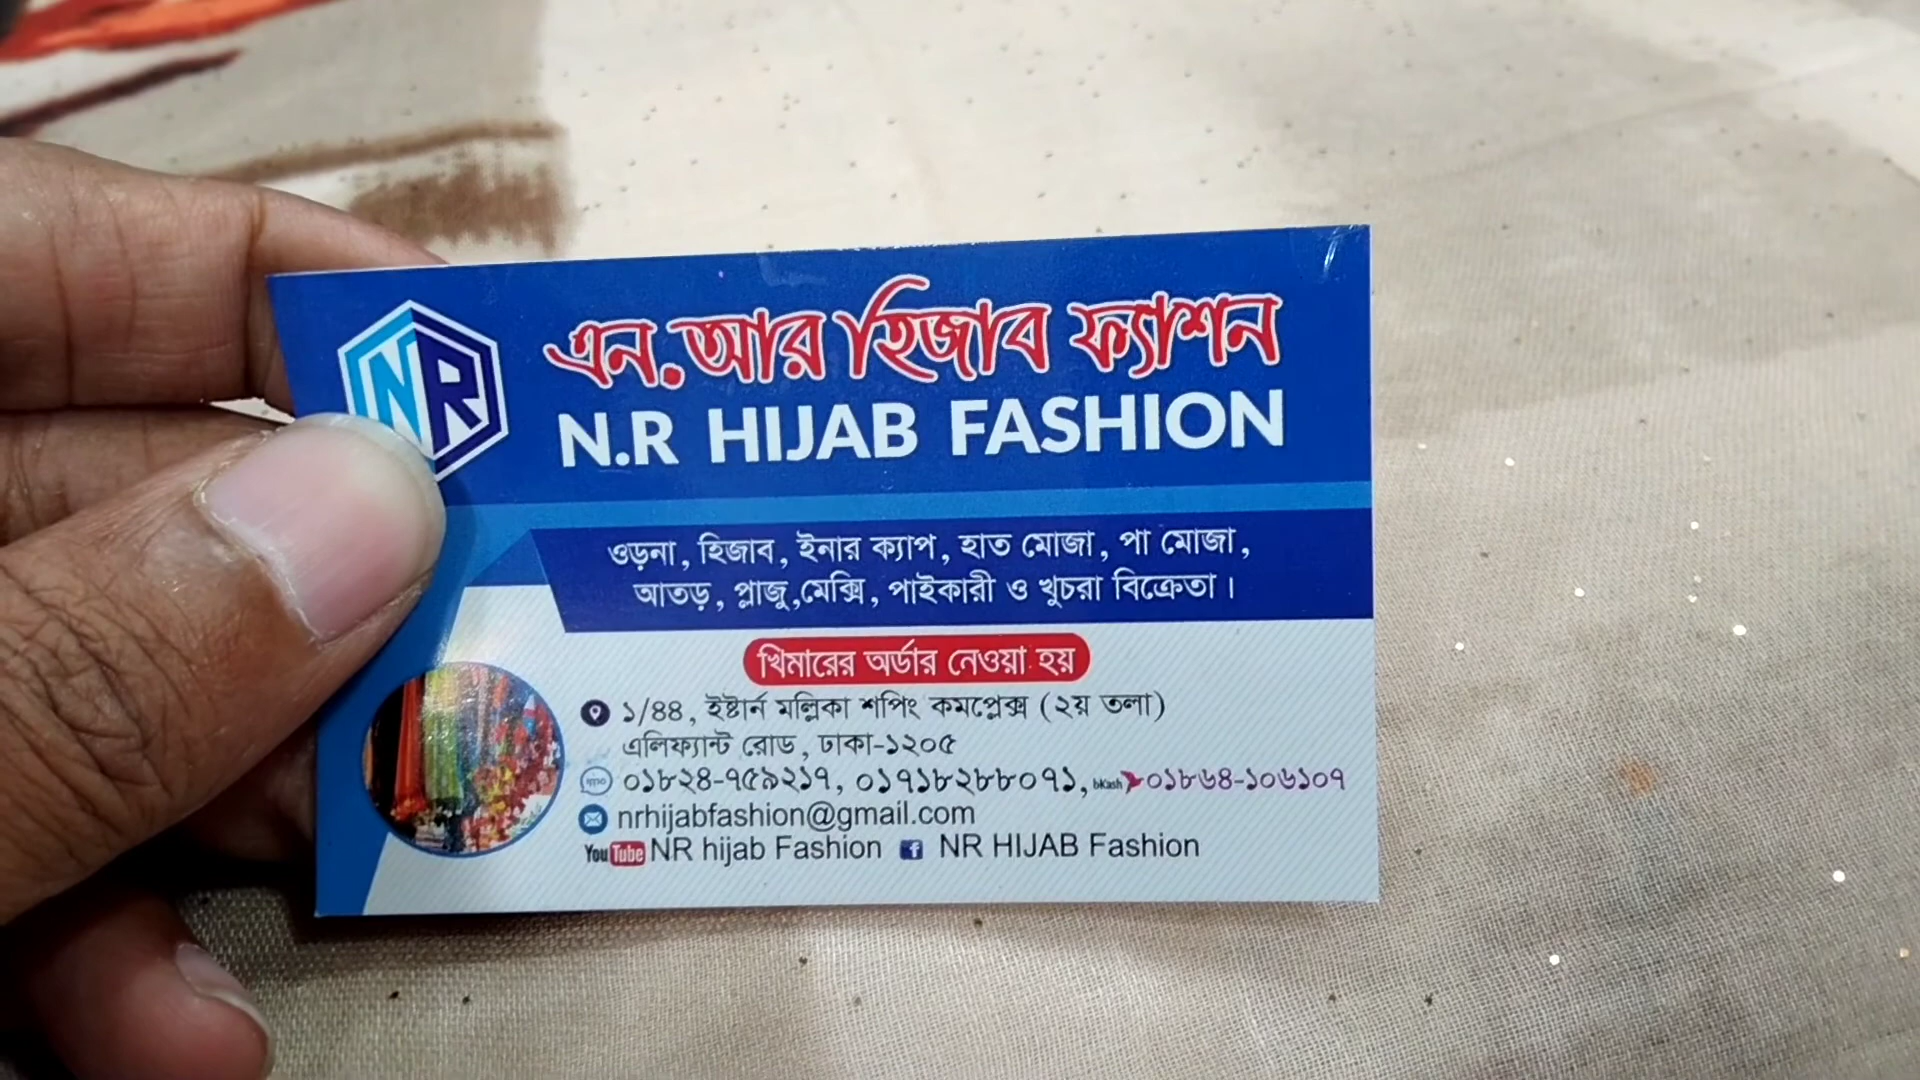 NR
এন.আর হিজাব ফ্যাশন
N.R HIJAB FASHION
ওড়না, হিজাব, ইনার ক্যাপ, হাত মোজা, পা মোজা,
আতড়, প্লাজু,মেক্সি, পাইকারী ও খুচরা বিক্রেতা।
খিমারের অর্ডার নেওয়া হয়
১/৪৪, ইষ্টার্ন মল্লিকা শপিং কমপ্লেক্স (২য় তলা)
এলিফ্যান্ট রোড, ঢাকা-১২০৫
imo ০১৮২৪-৭৫৯২১৭, ০১৭১৮২৮৮০৭১, bKash ০১৮৬৪-১০৬১০৭
nrhijabfashion@gmail.com
YouTube NR hijab Fashion f NR HIJAB Fashion